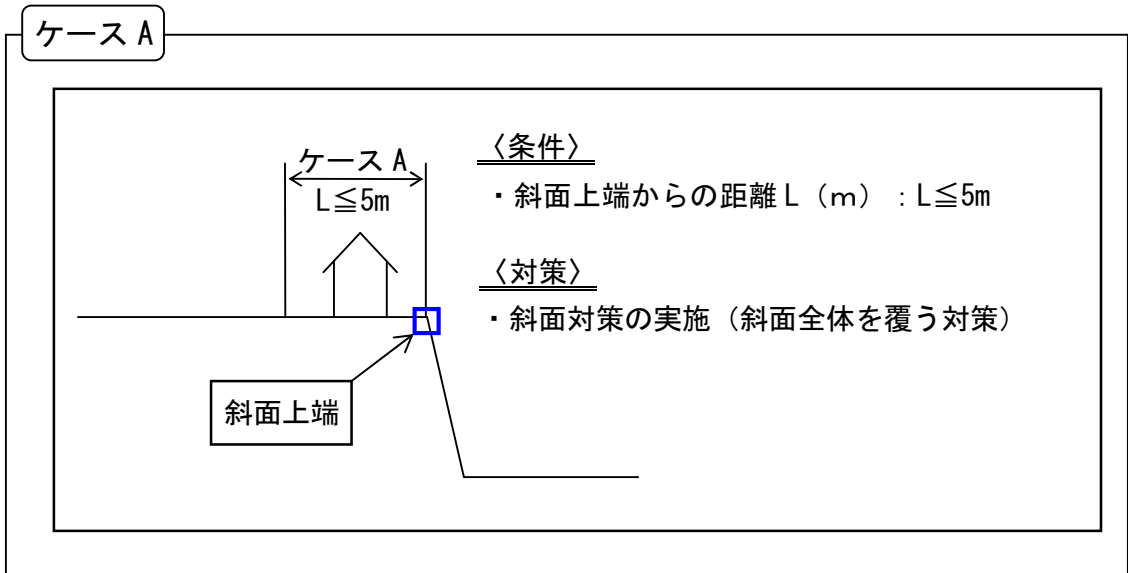 ケース A
ケース A
L≦5m
〈条件〉
・斜面上端からの距離L（ｍ）：L≦5m
〈対策〉
・斜面対策の実施（斜面全体を覆う対策）
斜面上端